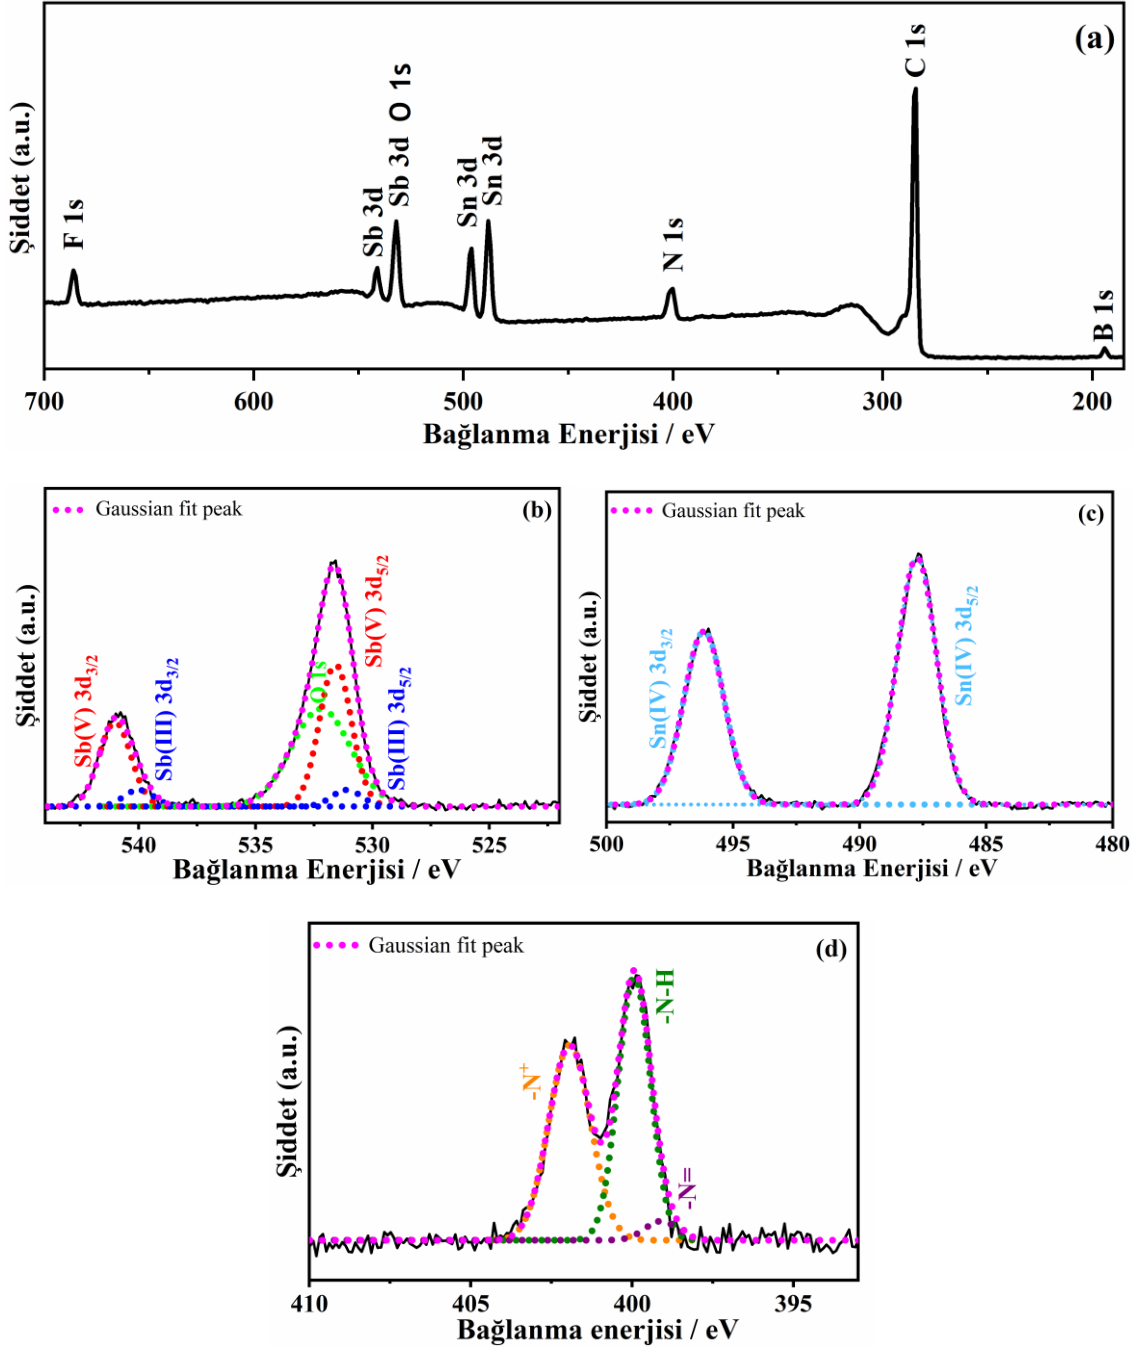 (a)
Şiddet (a.u.)
F 1s
Sb 3d
Sb 3d O 1s
Sn 3d
Sn 3d
N 1s
C 1s
B 1s
700 600 500 400 300 200
Bağlanma Enerjisi / eV
Gaussian fit peak
(b)
Şiddet (a.u.)
Sb(V) 3d3/2
Sb(III) 3d3/2
O 1s
Sb(V) 3d5/2
Sb(III) 3d5/2
540 535 530 525
Bağlanma Enerjisi / eV
Gaussian fit peak
(c)
Şiddet (a.u.)
Sn(IV) 3d3/2
Sn(IV) 3d5/2
500 495 490 485 480
Bağlanma Enerjisi / eV
Gaussian fit peak
(d)
Şiddet (a.u.)
-N+
-N-H
-N=
410 405 400 395
Bağlanma enerjisi / eV